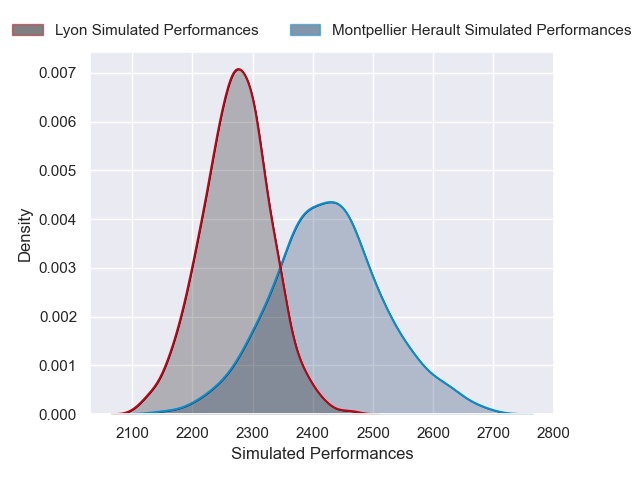 Lyon Simulated Performances
Montpellier Herault Simulated Performances
0.007
0.006
0.005
0.004
0.003
0.002
0.001
0.000
Density
2100 2200 2300 2400 2500 2600 2700 2800
Simulated Performances